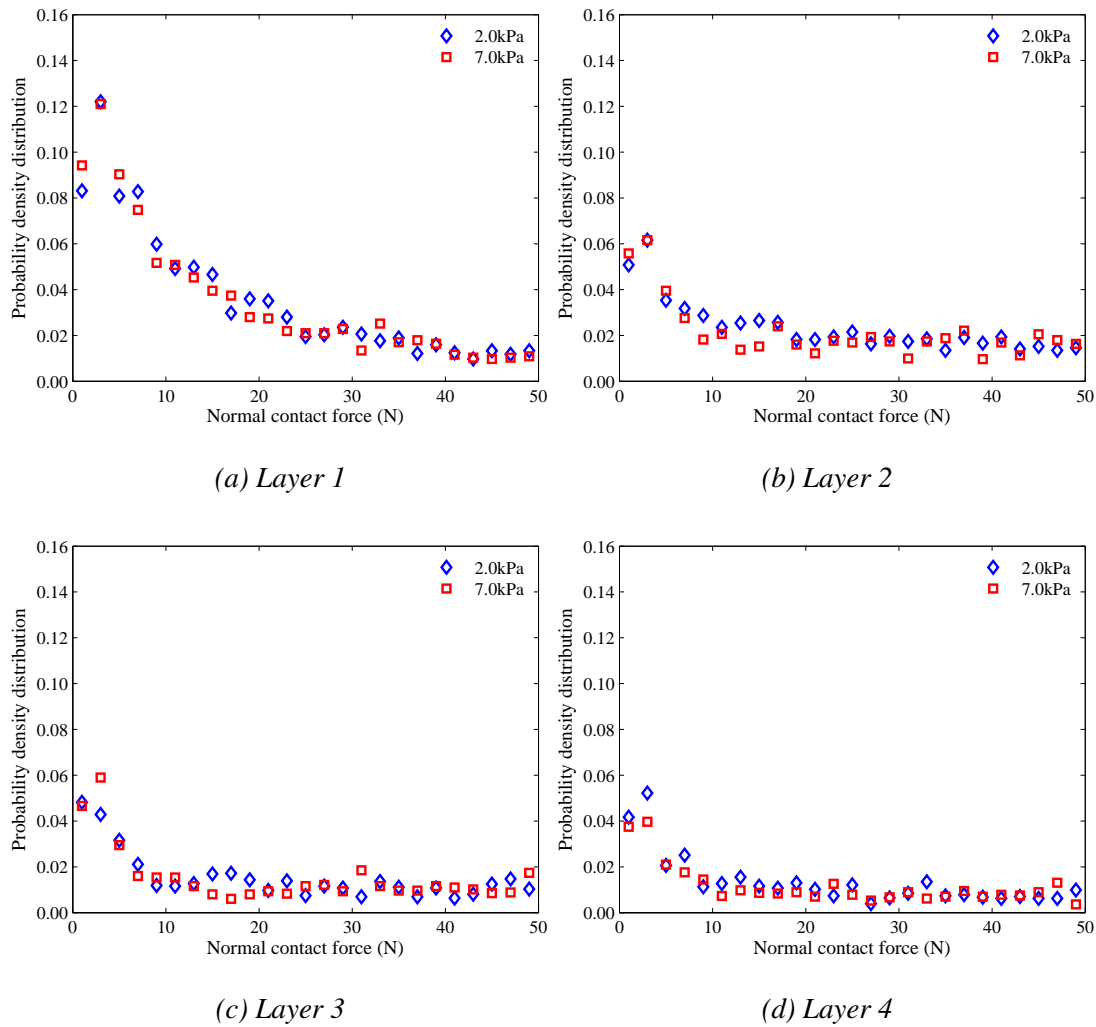 0.16
0.14
0.12
0.10
0.08
0.06
0.04
0.02
0.00
Probability density distribution
0 10 20 30 40 50
Normal contact force (N)
2.0kPa
7.0kPa
(a) Layer 1
0.16
0.14
0.12
0.10
0.08
0.06
0.04
0.02
0.00
Probability density distribution
0 10 20 30 40 50
Normal contact force (N)
2.0kPa
7.0kPa
(b) Layer 2
0.16
0.14
0.12
0.10
0.08
0.06
0.04
0.02
0.00
Probability density distribution
0 10 20 30 40 50
Normal contact force (N)
2.0kPa
7.0kPa
(c) Layer 3
0.16
0.14
0.12
0.10
0.08
0.06
0.04
0.02
0.00
Probability density distribution
0 10 20 30 40 50
Normal contact force (N)
2.0kPa
7.0kPa
(d) Layer 4